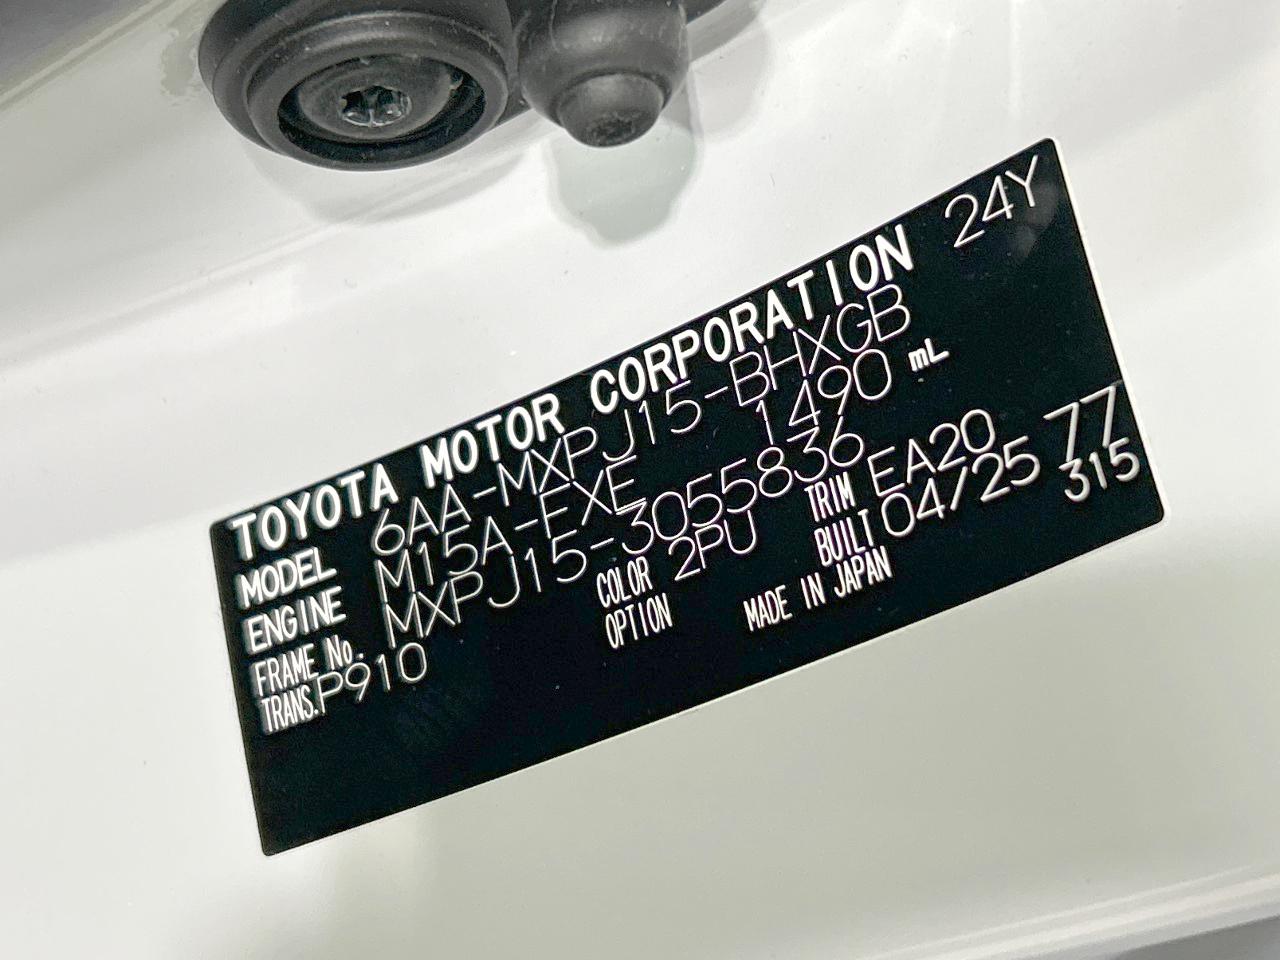 TOYOTA MOTOR CORPORATION 24Y
MODEL 6AA-MXPJ15-BHXGB
ENGINE M15A-FXE 1490 mL
FRAME No. MXPJ15-3055836
TRANS. P910 COLOR 2PU TRIM EA20 77
OPTION BUILT 04/25 315
MADE IN JAPAN